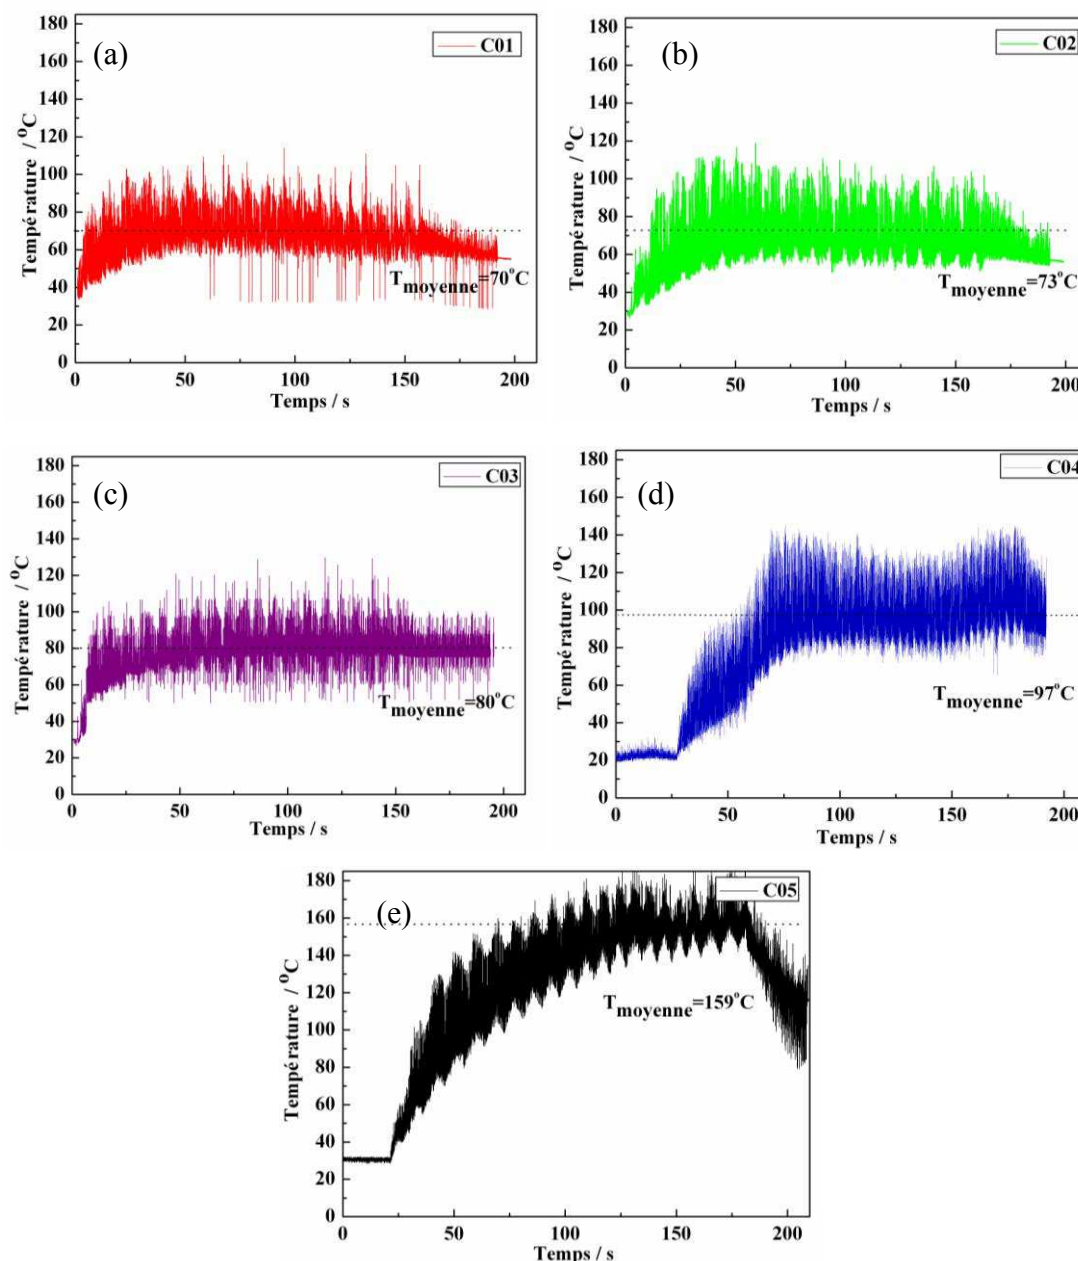 (a)
C01
Température / °C
180
160
140
120
100
80
60
40
20
0
T moyenne=70°C
0 50 100 150 200
Temps / s
(b)
C02
Température / °C
180
160
140
120
100
80
60
40
20
0
T moyenne=73°C
0 50 100 150 200
Temps / s
(c)
C03
Température / °C
180
160
140
120
100
80
60
40
20
0
T moyenne=80°C
0 50 100 150 200
Temps / s
(d)
C04
Température / °C
180
160
140
120
100
80
60
40
20
0
T moyenne=97°C
0 50 100 150 200
Temps / s
(e)
C05
Température / °C
180
160
140
120
100
80
60
40
20
0
T moyenne=159°C
0 50 100 150 200
Temps / s